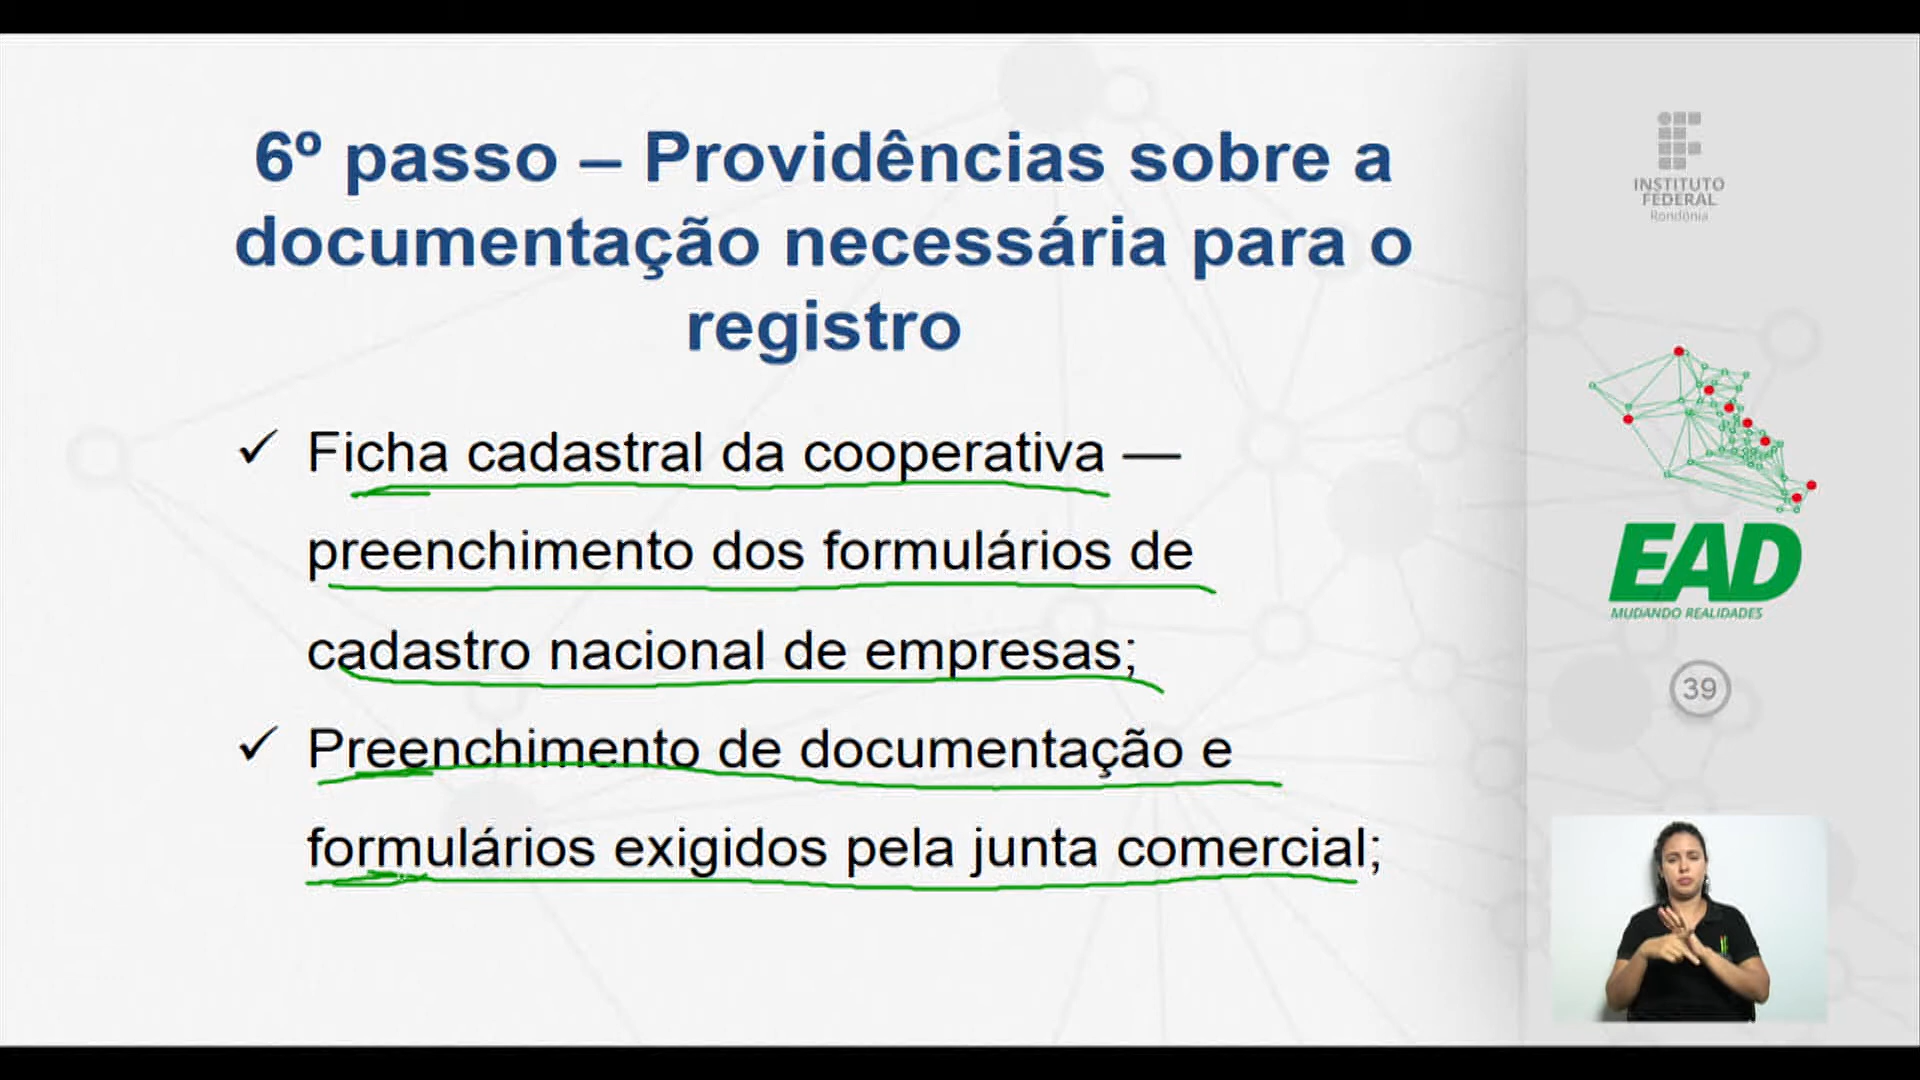 6º passo – Providências sobre a
documentação necessária para o
registro
✓ Ficha cadastral da cooperativa —
preenchimento dos formulários de
cadastro nacional de empresas;
✓ Preenchimento de documentação e
formulários exigidos pela junta comercial;
INSTITUTO
FEDERAL
Rondônia
EAD
MUDANDO REALIDADES
39